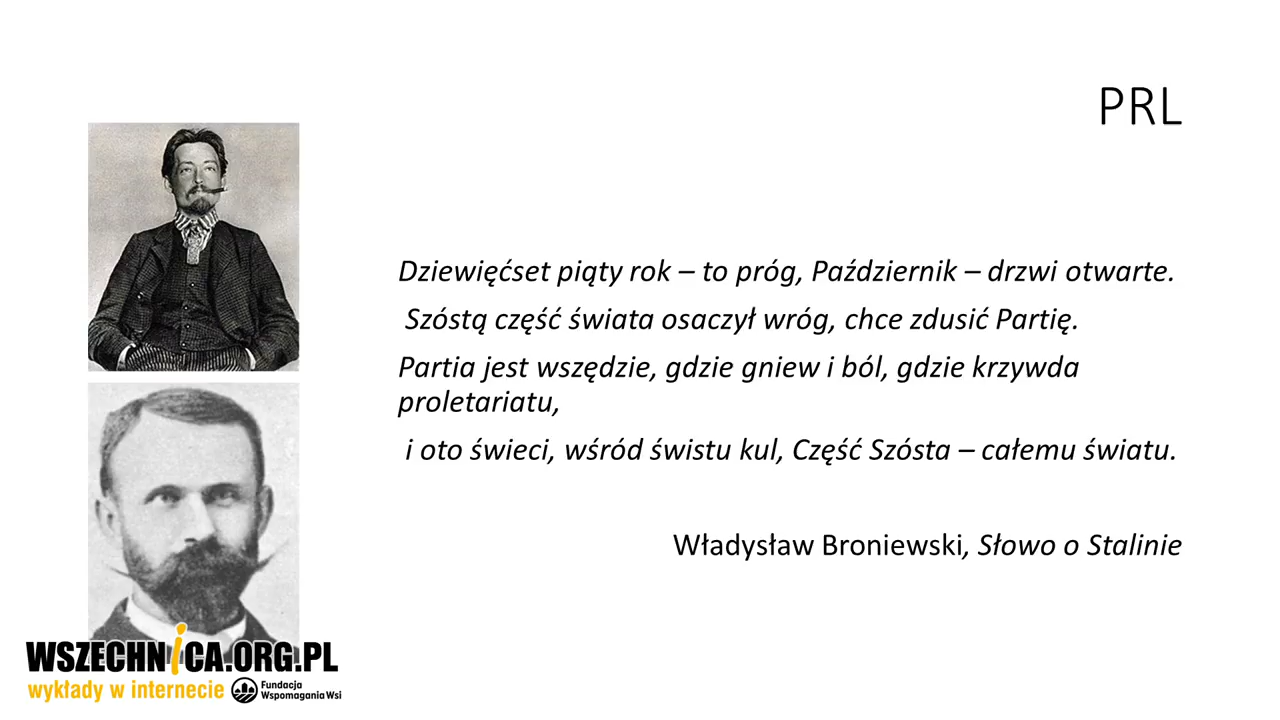 PRL
Dziewięćset piąty rok – to próg, Październik – drzwi otwarte.
Szóstą część świata osaczył wróg, chce zdusić Partię.
Partia jest wszędzie, gdzie gniew i ból, gdzie krzywda
proletariatu,
i oto świeci, wśród świstu kul, Część Szósta – całemu światu.
Władysław Broniewski, Słowo o Stalinie
WSZECHNICA.ORG.PL
wykłady w internecie
Fundacja
Wspomagania Wsi